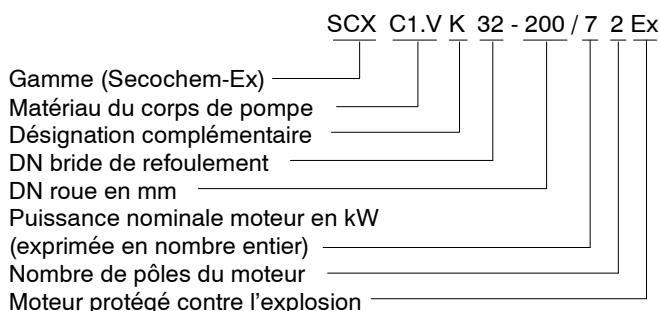 SCX C1.V K 32 - 200 / 7 2 Ex
Gamme (Secochem-Ex)
Matériau du corps de pompe
Désignation complémentaire
DN bride de refoulement
DN roue en mm
Puissance nominale moteur en kW
(exprimée en nombre entier)
Nombre de pôles du moteur
Moteur protégé contre l'explosion